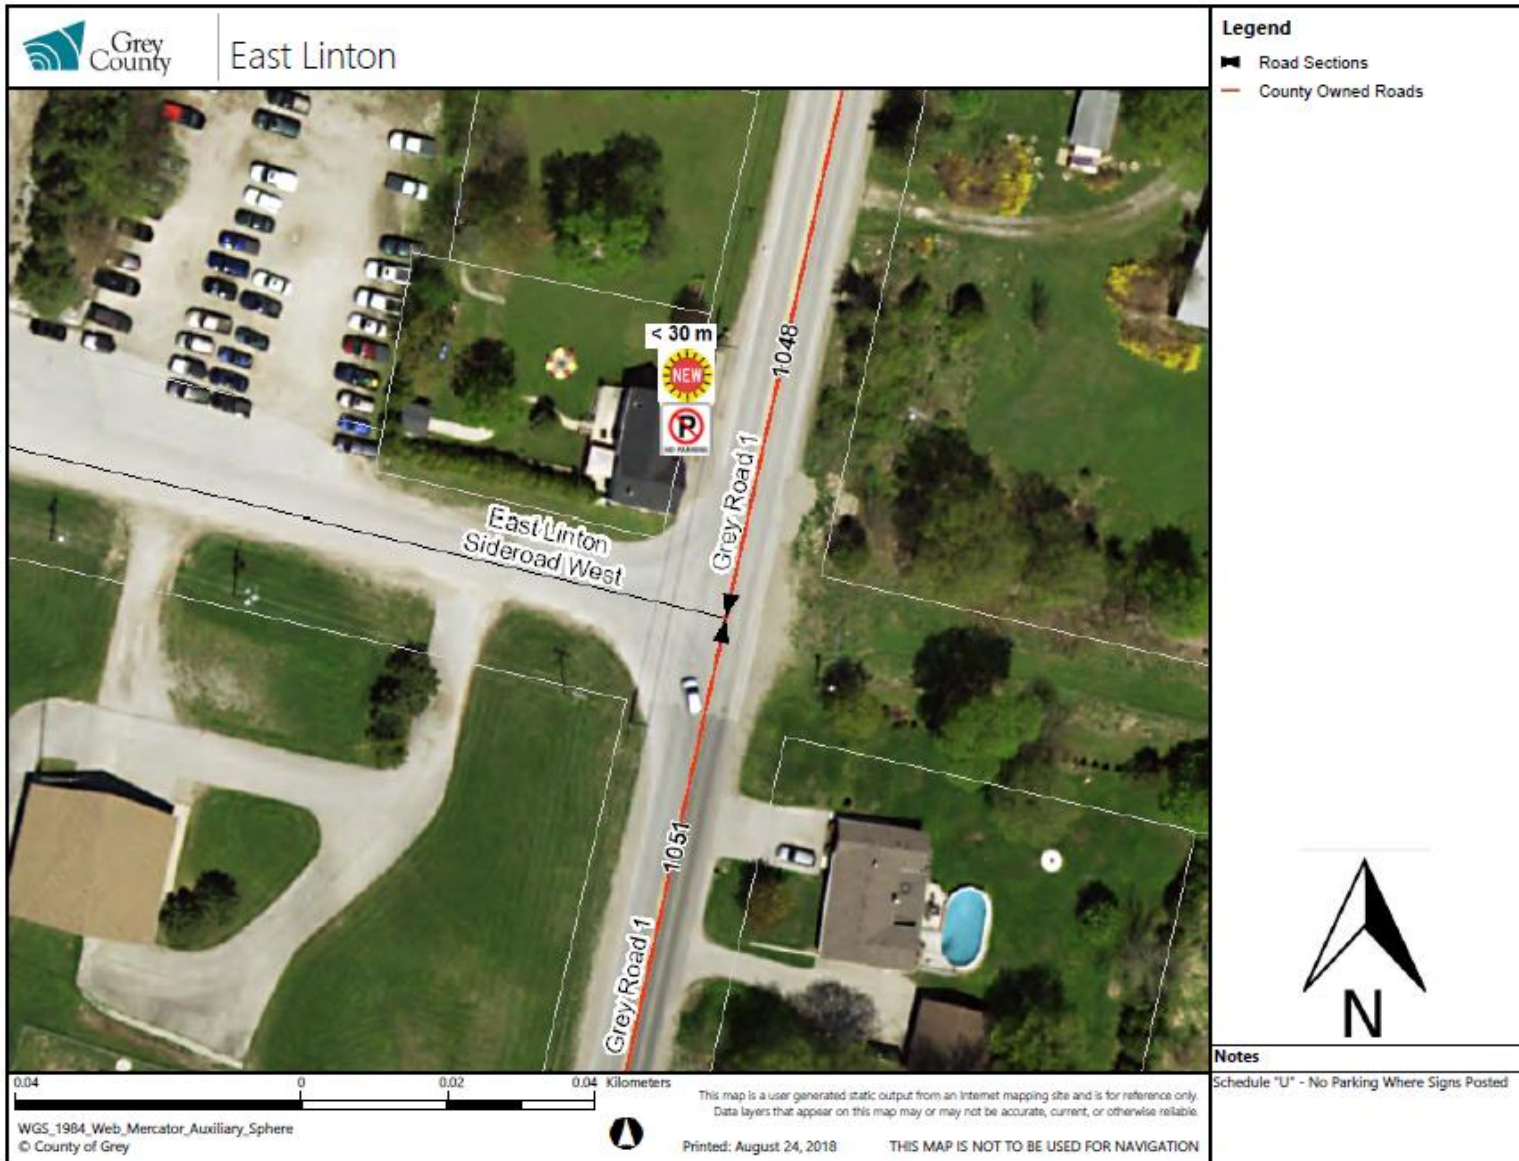 Grey
County
East Linton
Legend
Road Sections
County Owned Roads
< 30 m
NEW
P
NO PARKING
1048
Grey Road 1
East Linton
Sideroad West
1051
Grey Road 1
N
Notes
Schedule "U" - No Parking Where Signs Posted
0.04 0 0.02 0.04 Kilometers
WGS_1984_Web_Mercator_Auxiliary_Sphere
© County of Grey
This map is a user generated static output from an Internet mapping site and is for reference only.
Data layers that appear on this map may or may not be accurate, current, or otherwise reliable.
Printed: August 24, 2018
THIS MAP IS NOT TO BE USED FOR NAVIGATION